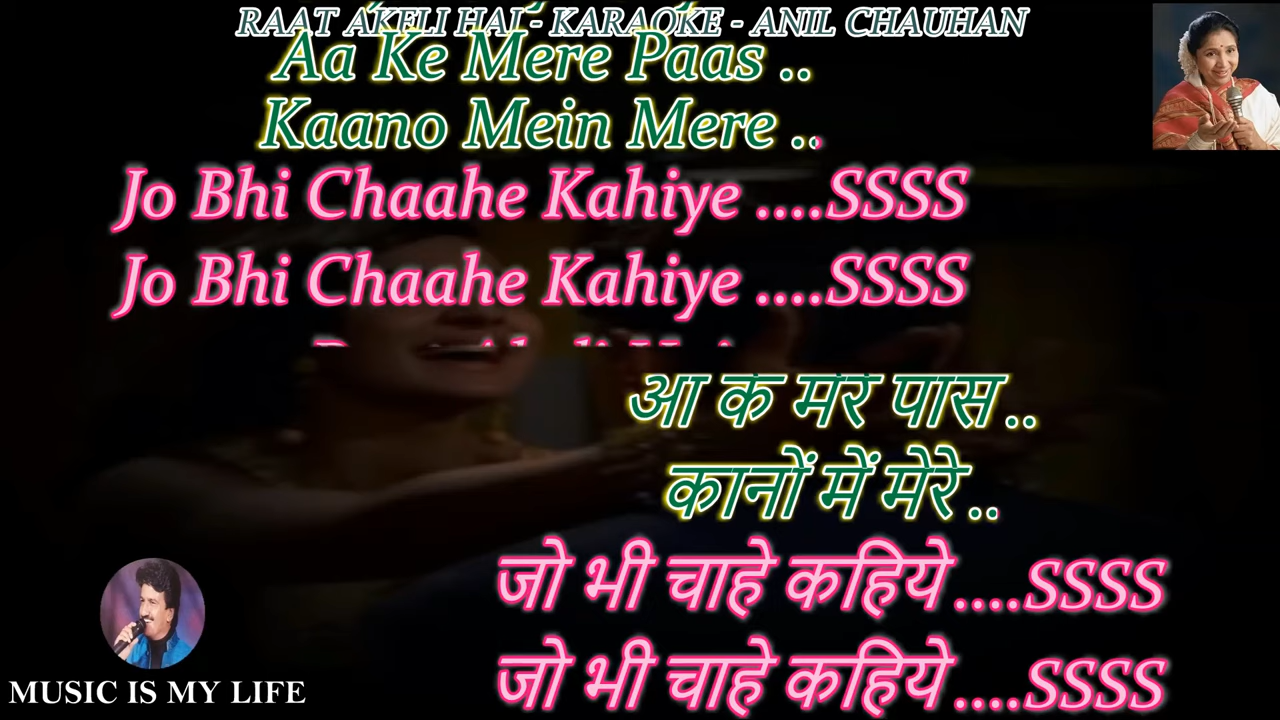 RAAT AKELI HAI - KARAOKE - ANIL CHAUHAN
Aa Ke Mere Paas ..
Kaano Mein Mere ..
Jo Bhi Chaahe Kahiye ....SSSS
Jo Bhi Chaahe Kahiye ....SSSS
आ के मेरे पास ..
कानों में मेरे ..
जो भी चाहे कहिये ....SSSS
जो भी चाहे कहिये ....SSSS
MUSIC IS MY LIFE